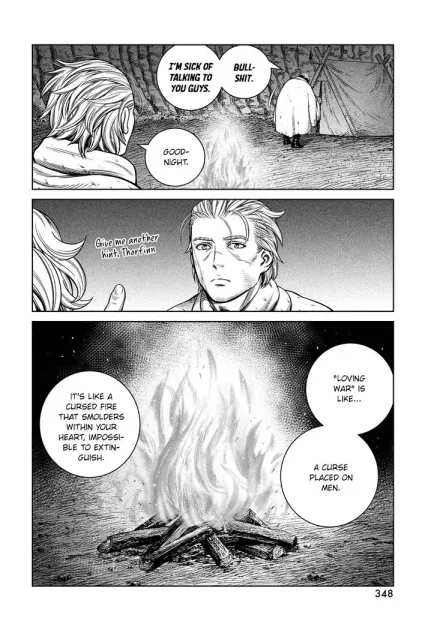 BULL-
SHIT.
I'M SICK OF
TALKING TO
YOU GUYS.
GOOD-
NIGHT.
Give me another
hint, Thorfinn
"LOVING
WAR" IS
LIKE...
A CURSE
PLACED ON
MEN.
IT'S LIKE A
CURSED FIRE
THAT SMOLDERS
WITHIN YOUR
HEART, IMPOSSI-
BLE TO EXTIN-
GUISH.
348